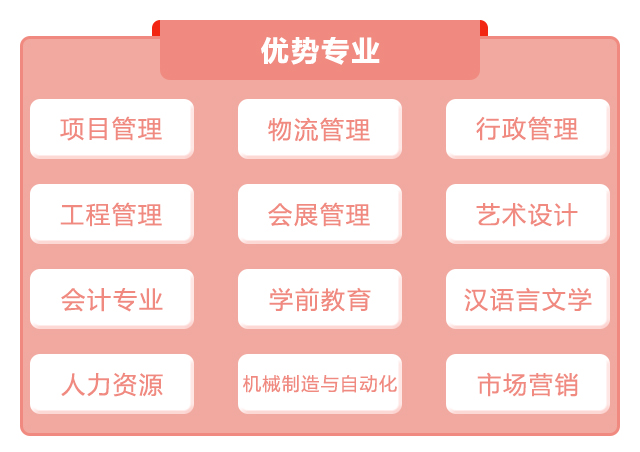 优势专业
项目管理
物流管理
行政管理
工程管理
会展管理
艺术设计
会计专业
学前教育
汉语言文学
人力资源
机械制造与自动化
市场营销